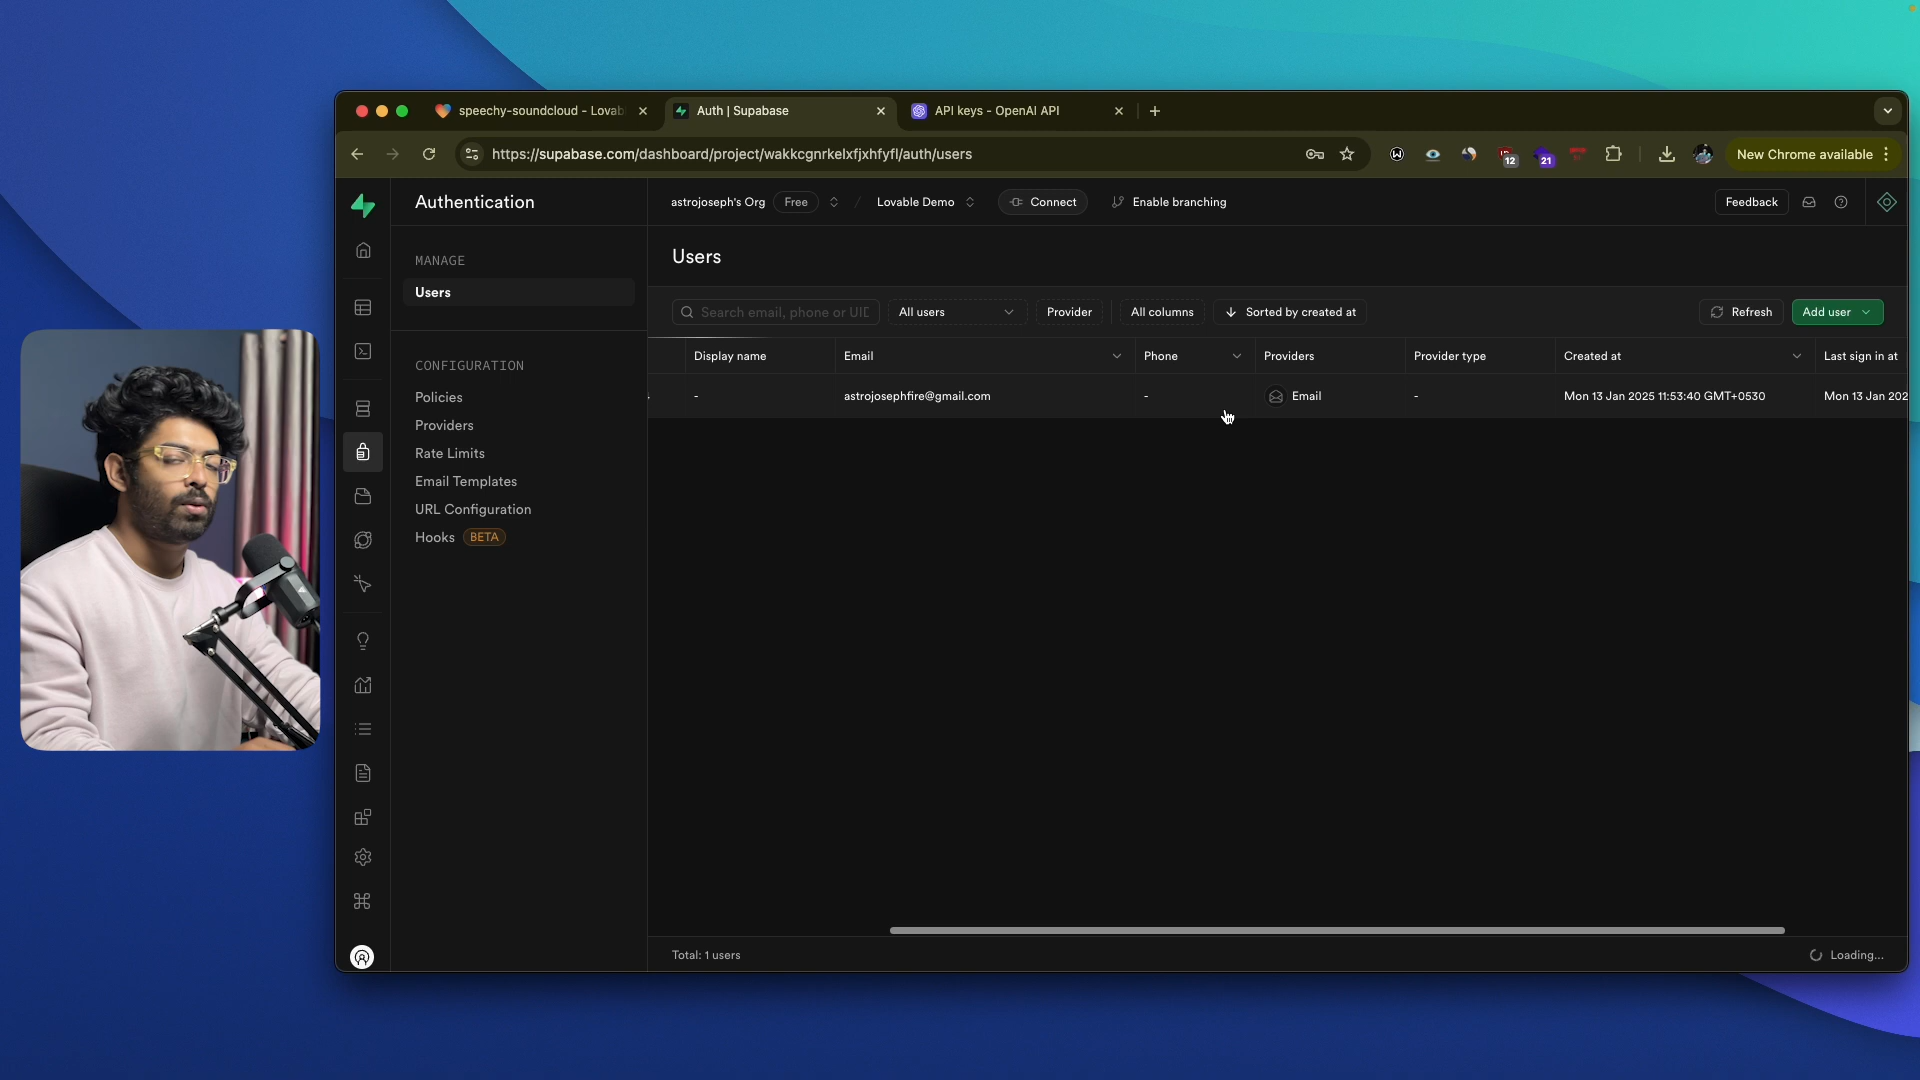 speechy-soundcloud - Lovab
Auth | Supabase
API keys - OpenAI API
https://supabase.com/dashboard/project/wakkcgnrkelxfjxhfyfl/auth/users
12
21
New Chrome available
Authentication
astrojoseph's Org Free / Lovable Demo Connect Enable branching Feedback
MANAGE
Users
CONFIGURATION
Policies
Providers
Rate Limits
Email Templates
URL Configuration
Hooks BETA
Users
Search email, phone or UID All users Provider All columns Sorted by created at Refresh Add user
Display name Email Phone Providers Provider type Created at Last sign in at
- astrojosephfire@gmail.com - Email - Mon 13 Jan 2025 11:53:40 GMT+0530 Mon 13 Jan 202
Total: 1 users Loading...